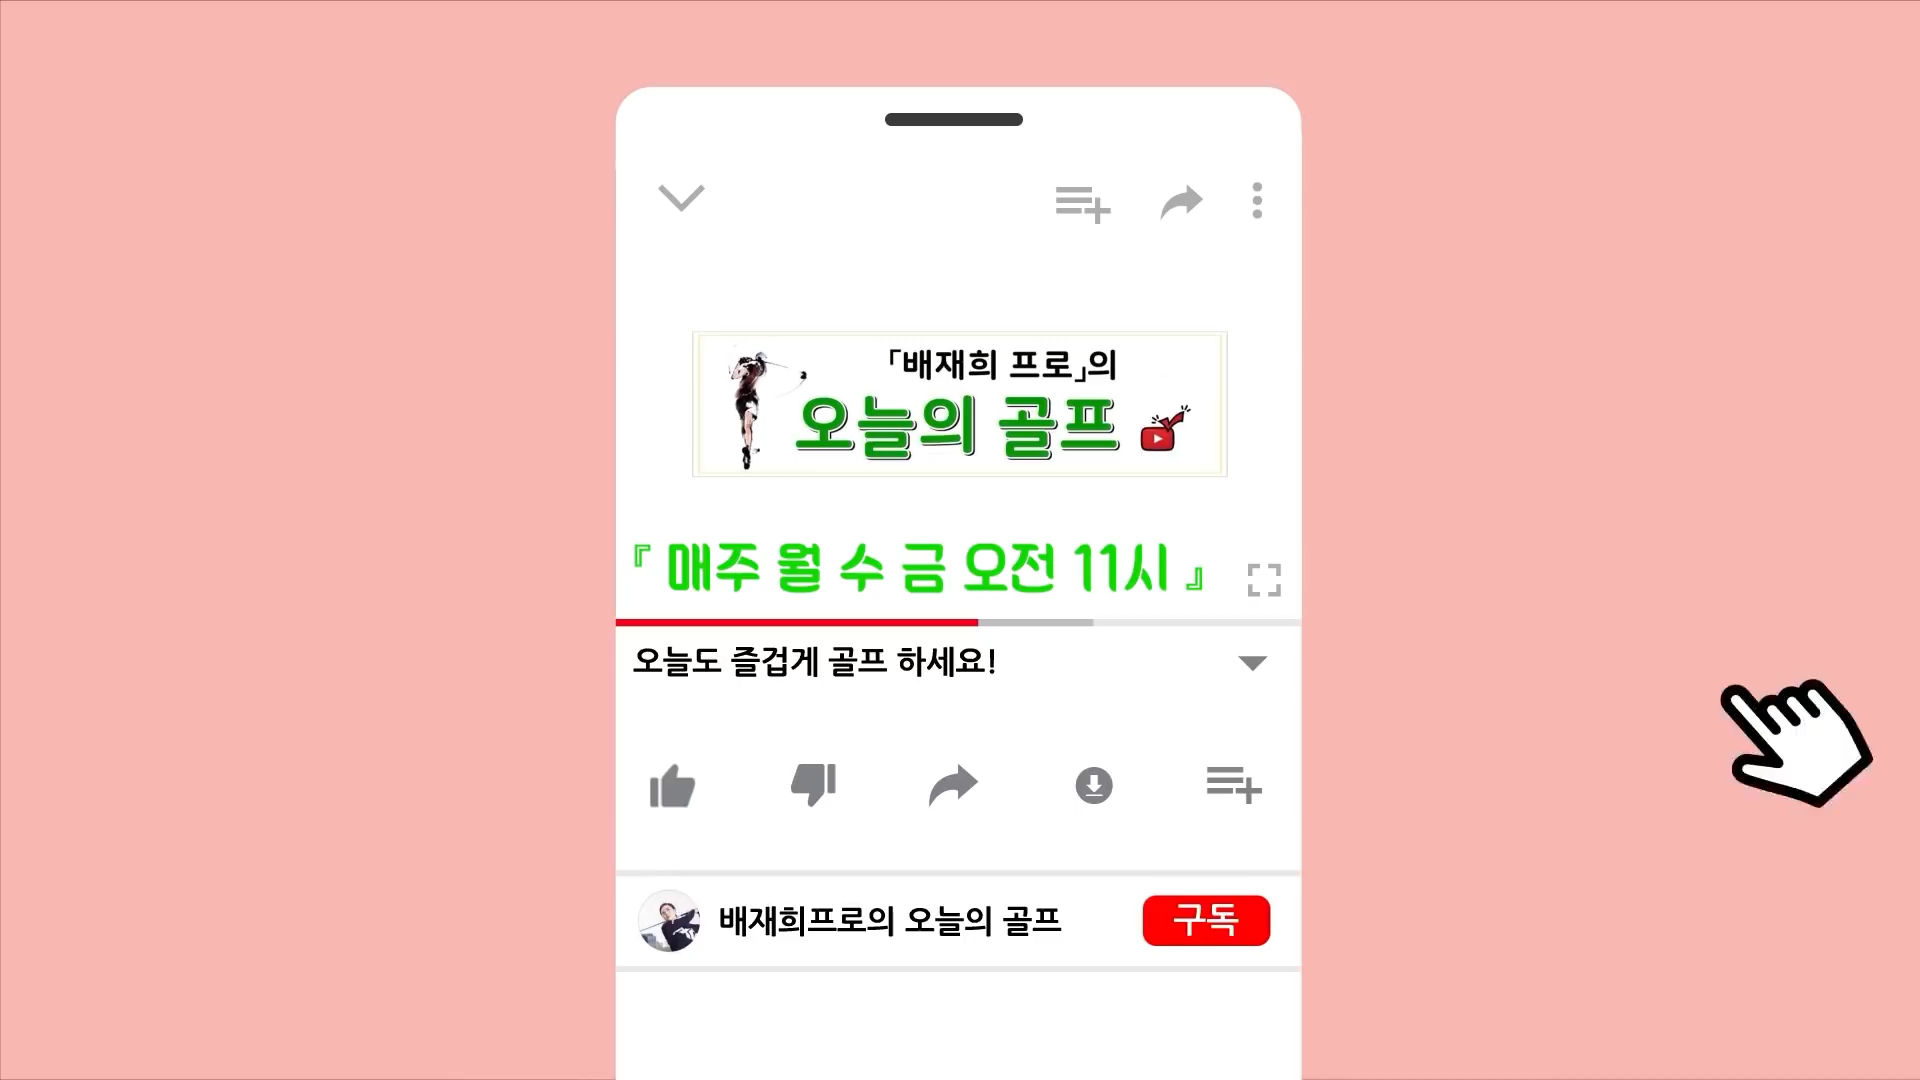 「배재희 프로」의
오늘의 골프
『 매주 월 수 금 오전 11시 』
오늘도 즐겁게 골프 하세요!
배재희프로의 오늘의 골프
구독